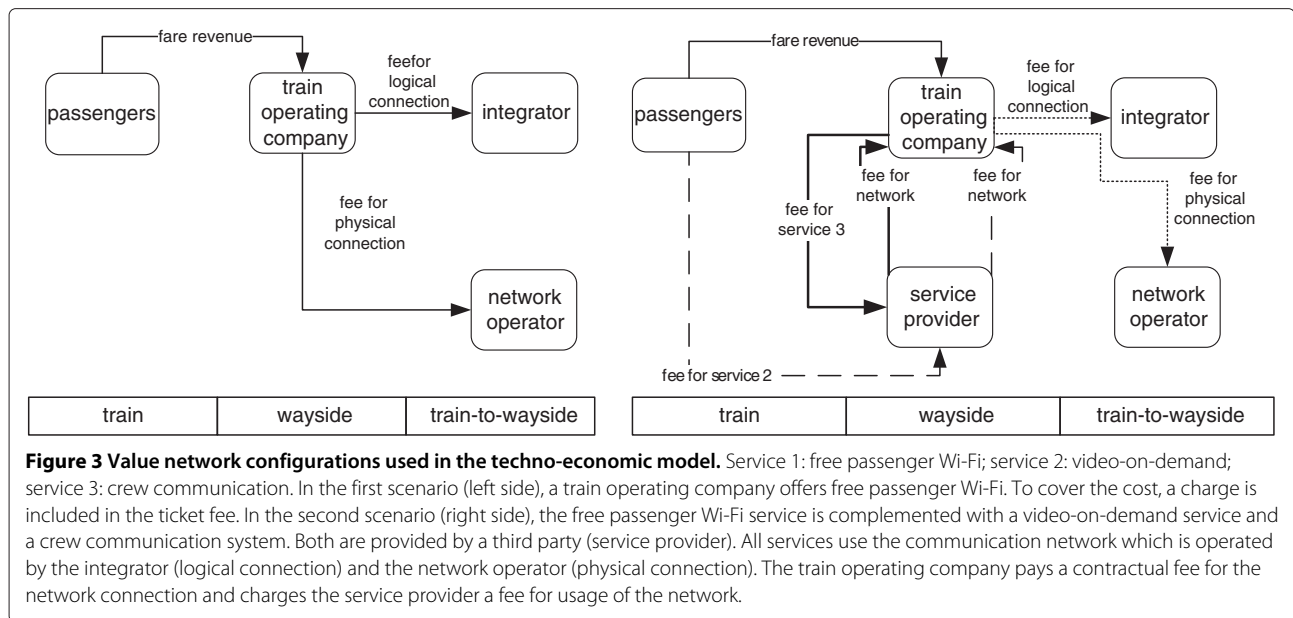 fare revenue
passengers
train
operating
company
feefor
logical
connection
integrator
fee for
physical
connection
network
operator
train
wayside
train-to-wayside
fare revenue
passengers
train
operating
company
fee for
logical
connection
integrator
fee for
service 3
fee for
network
fee for
network
fee for
physical
connection
service
provider
network
operator
fee for service 2
train
wayside
train-to-wayside
Figure 3 Value network configurations used in the techno-economic model. Service 1: free passenger Wi-Fi; service 2: video-on-demand;
service 3: crew communication. In the first scenario (left side), a train operating company offers free passenger Wi-Fi. To cover the cost, a charge is
included in the ticket fee. In the second scenario (right side), the free passenger Wi-Fi service is complemented with a video-on-demand service and
a crew communication system. Both are provided by a third party (service provider). All services use the communication network which is operated
by the integrator (logical connection) and the network operator (physical connection). The train operating company pays a contractual fee for the
network connection and charges the service provider a fee for usage of the network.